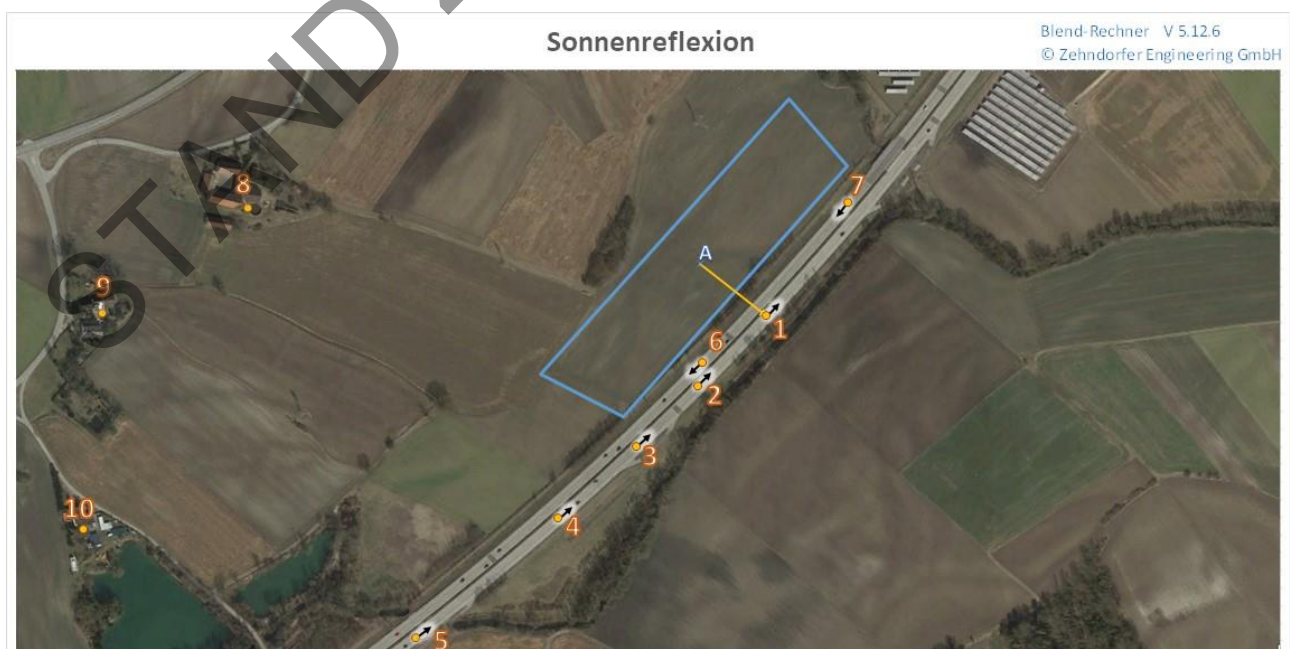 Sonnenreflexion
Blend-Rechner V 5.12.6
© Zehndorfer Engineering GmbH
STAND
8
7
A
9
1
6
2
3
10
4
5